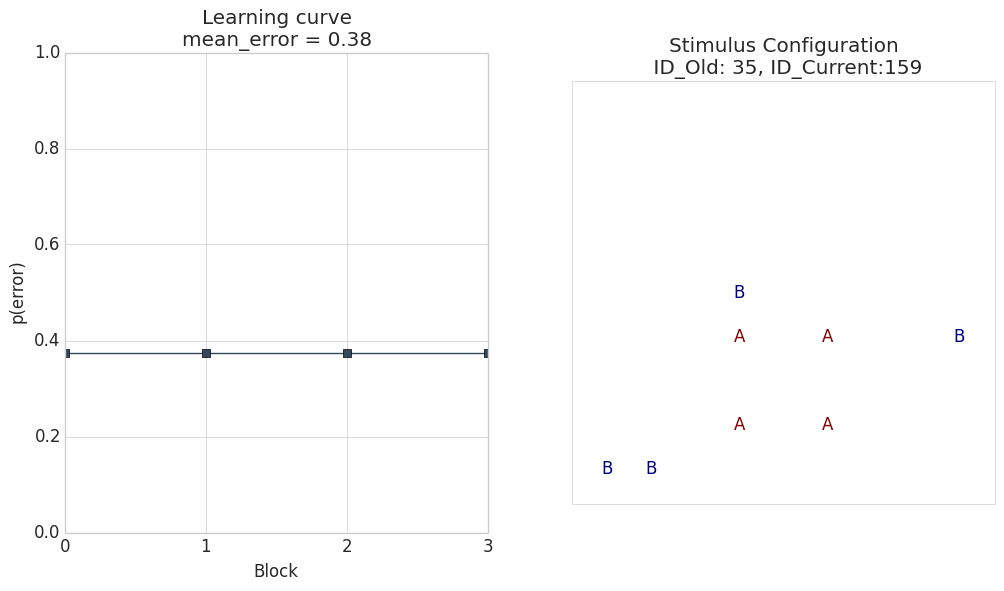 Learning curve
mean_error = 0.38
1.0
0.8
0.6
0.4
0.2
0.0
p(error)
0 1 2 3
Block
Stimulus Configuration
ID_Old: 35, ID_Current:159
B
A A B
A A
B B